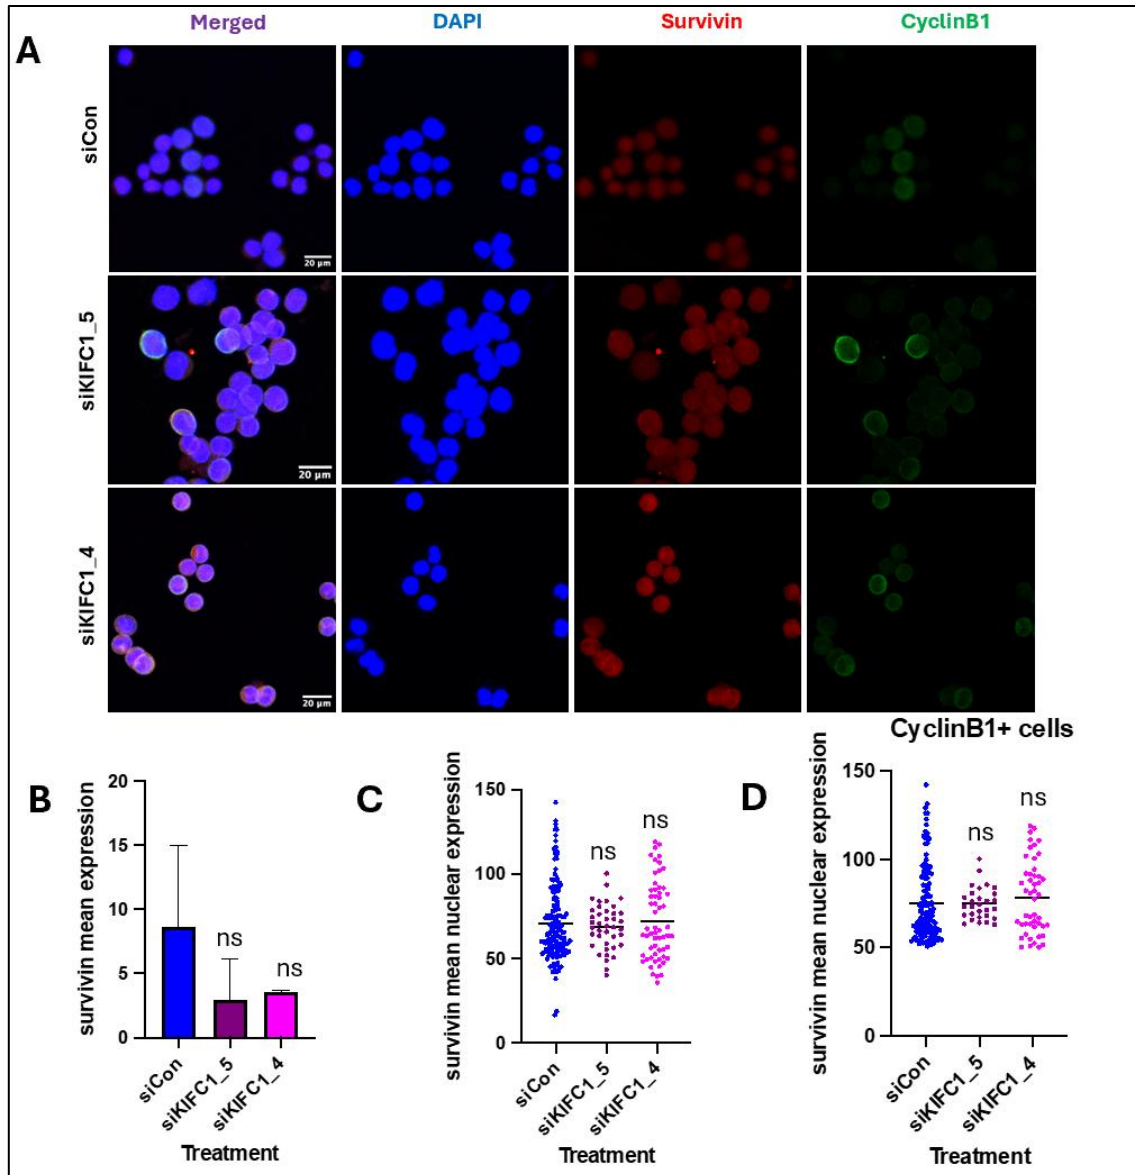 Merged DAPI Survivin CyclinB1
A
siCon
20 µm
siKIFC1_5
20 µm
siKIFC1_4
20 µm
B
survivin mean expression
20
15
10
5
0
ns
ns
siCon
siKIFC1_5
siKIFC1_4
Treatment
C
survivin mean nuclear expression
150
100
50
0
ns
ns
siCon
siKIFC1_5
siKIFC1_4
Treatment
CyclinB1+ cells
D
survivin mean nuclear expression
150
100
50
0
ns
ns
siCon
siKIFC1_5
siKIFC1_4
Treatment